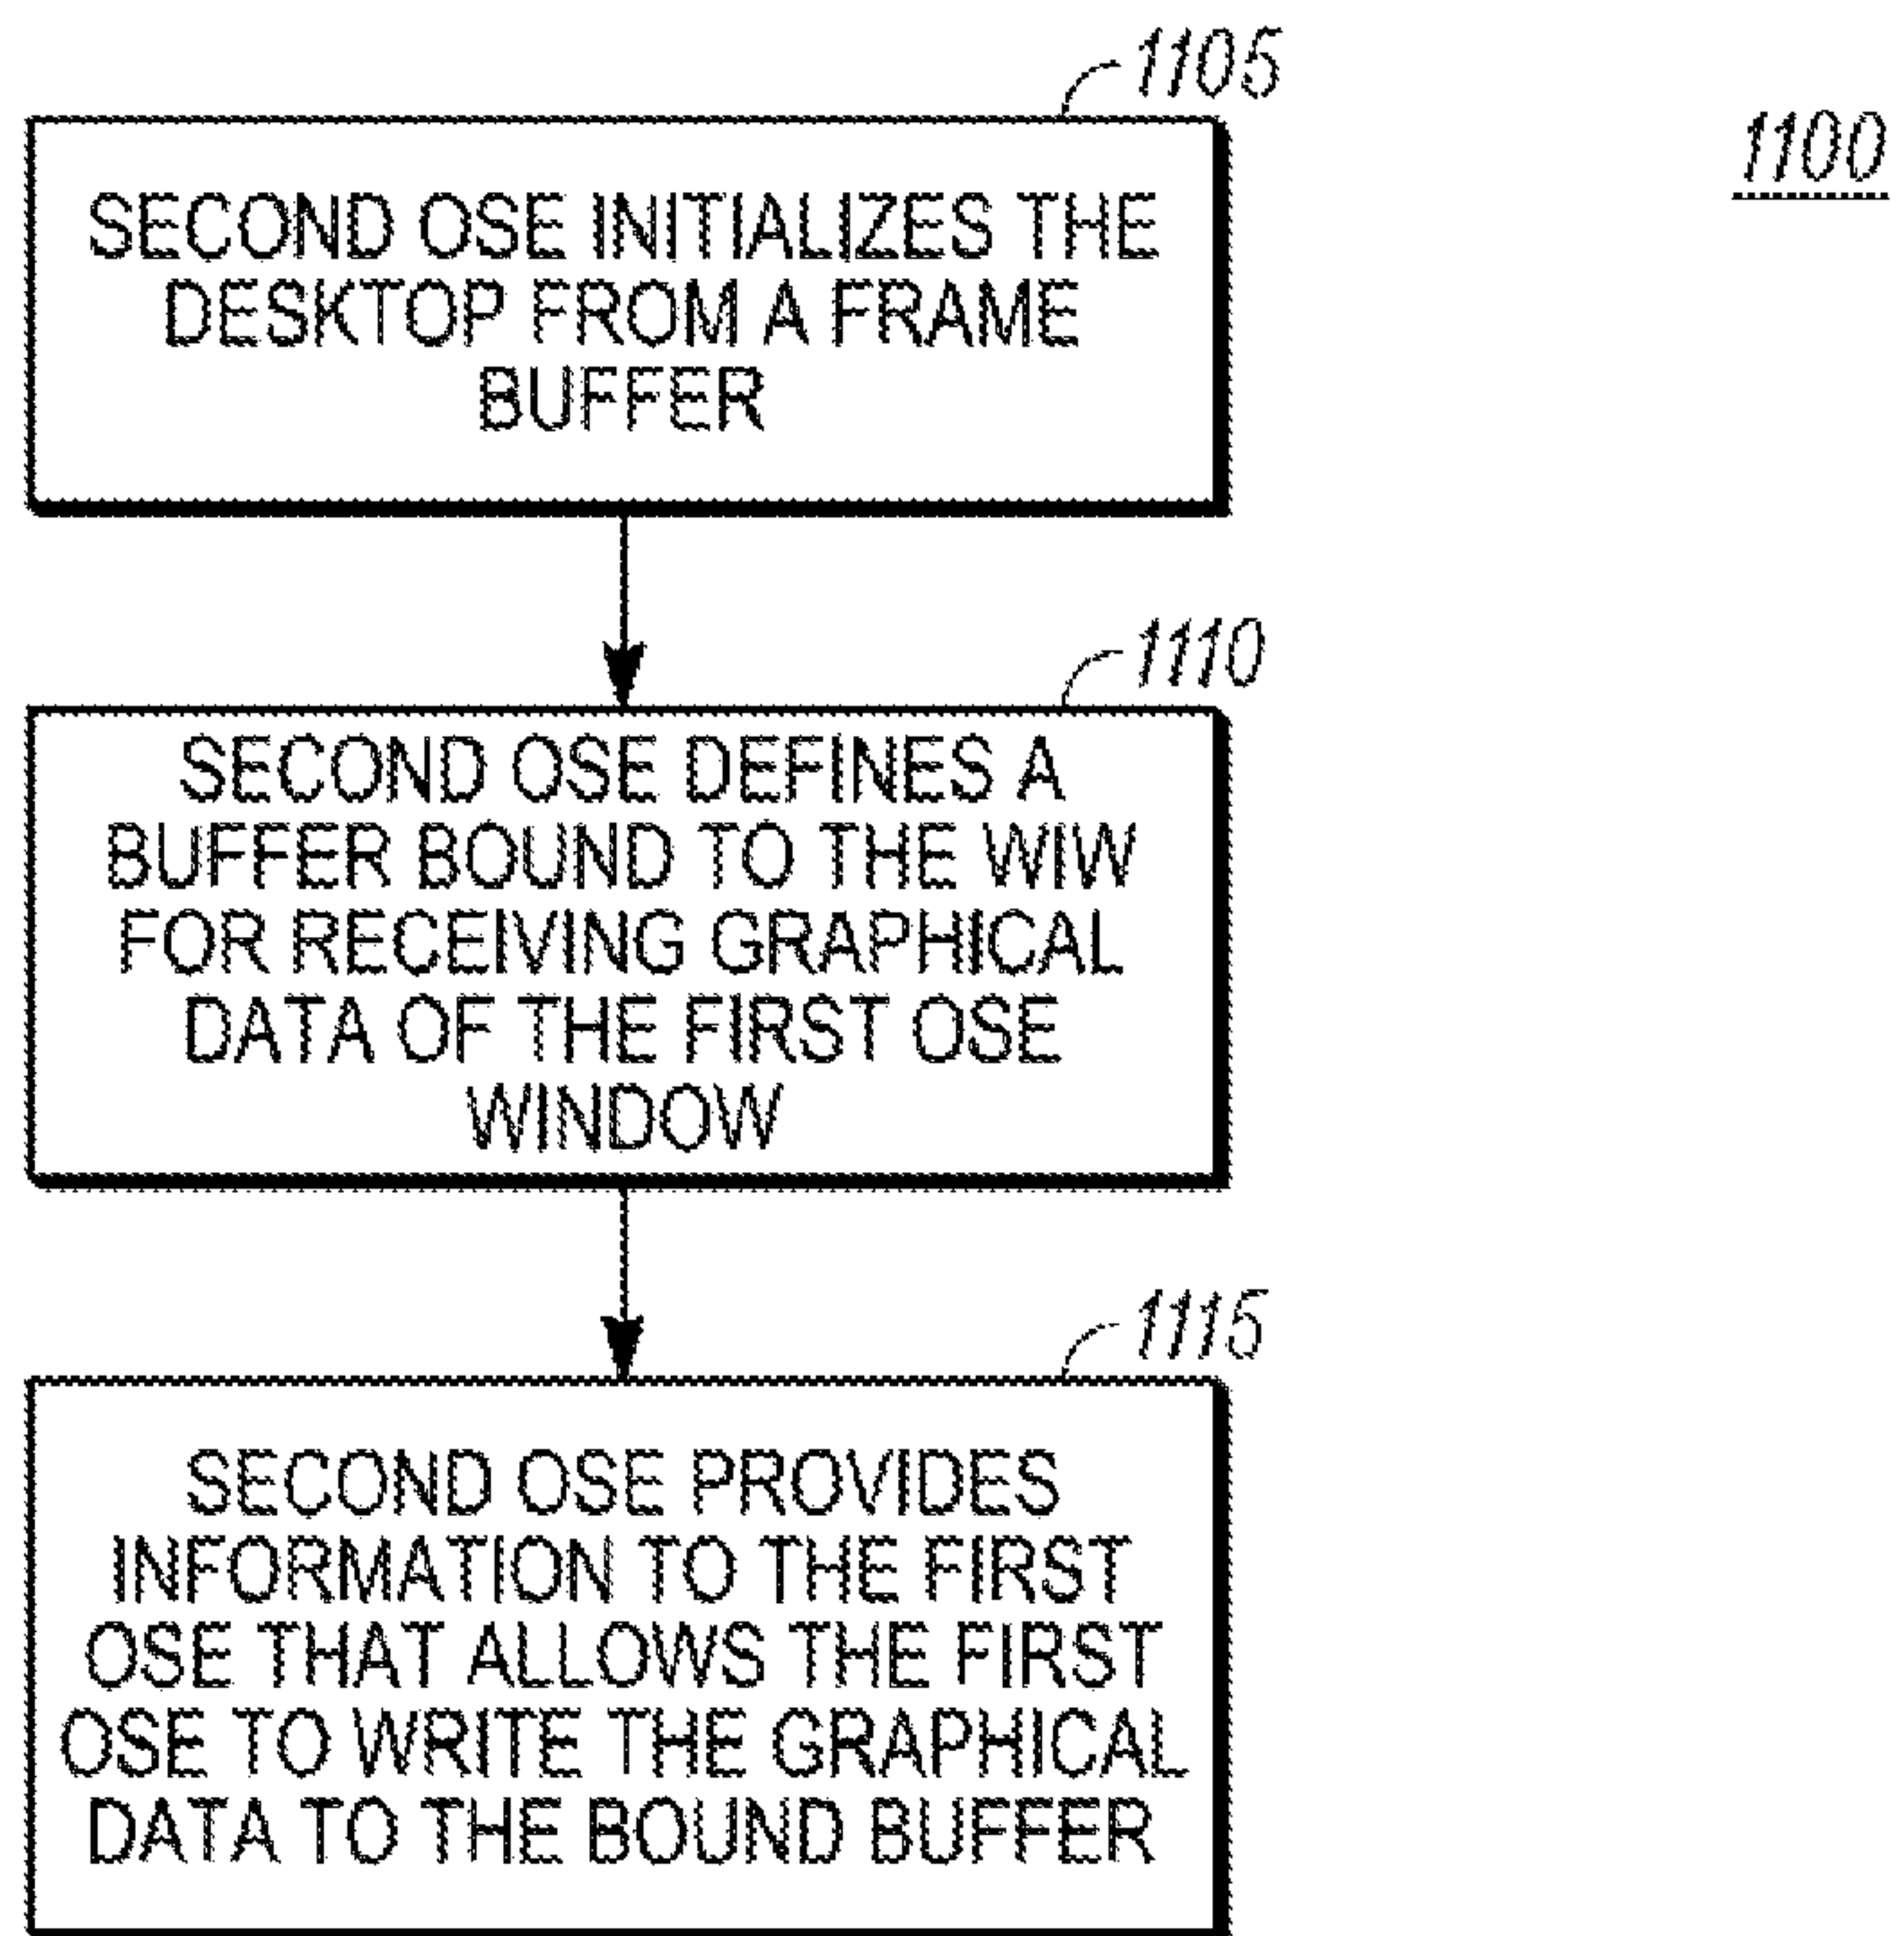 1105
1100
SECOND OSE INITIALIZES THE
DESKTOP FROM A FRAME
BUFFER
1110
SECOND OSE DEFINES A
BUFFER BOUND TO THE WIW
FOR RECEIVING GRAPHICAL
DATA OF THE FIRST OSE
WINDOW
1115
SECOND OSE PROVIDES
INFORMATION TO THE FIRST
OSE THAT ALLOWS THE FIRST
OSE TO WRITE THE GRAPHICAL
DATA TO THE BOUND BUFFER